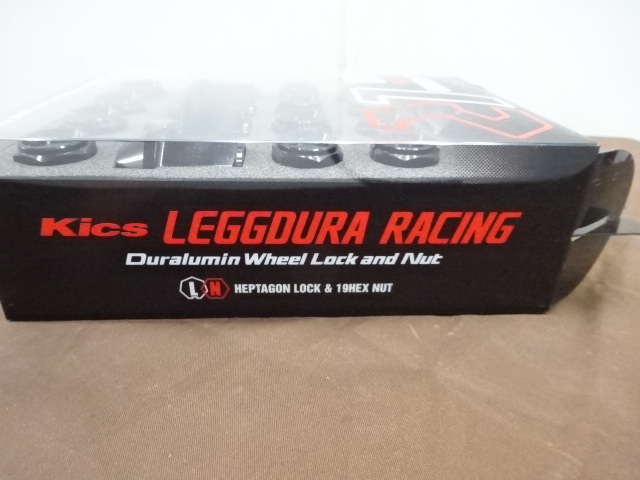 Kics LEGGDURA RACING
Duralumin Wheel Lock and Nut
L N HEPTAGON LOCK & 19HEX NUT